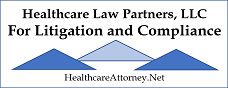 Healthcare Law Partners, LLC
For Litigation and Compliance
HealthcareAttorney.Net